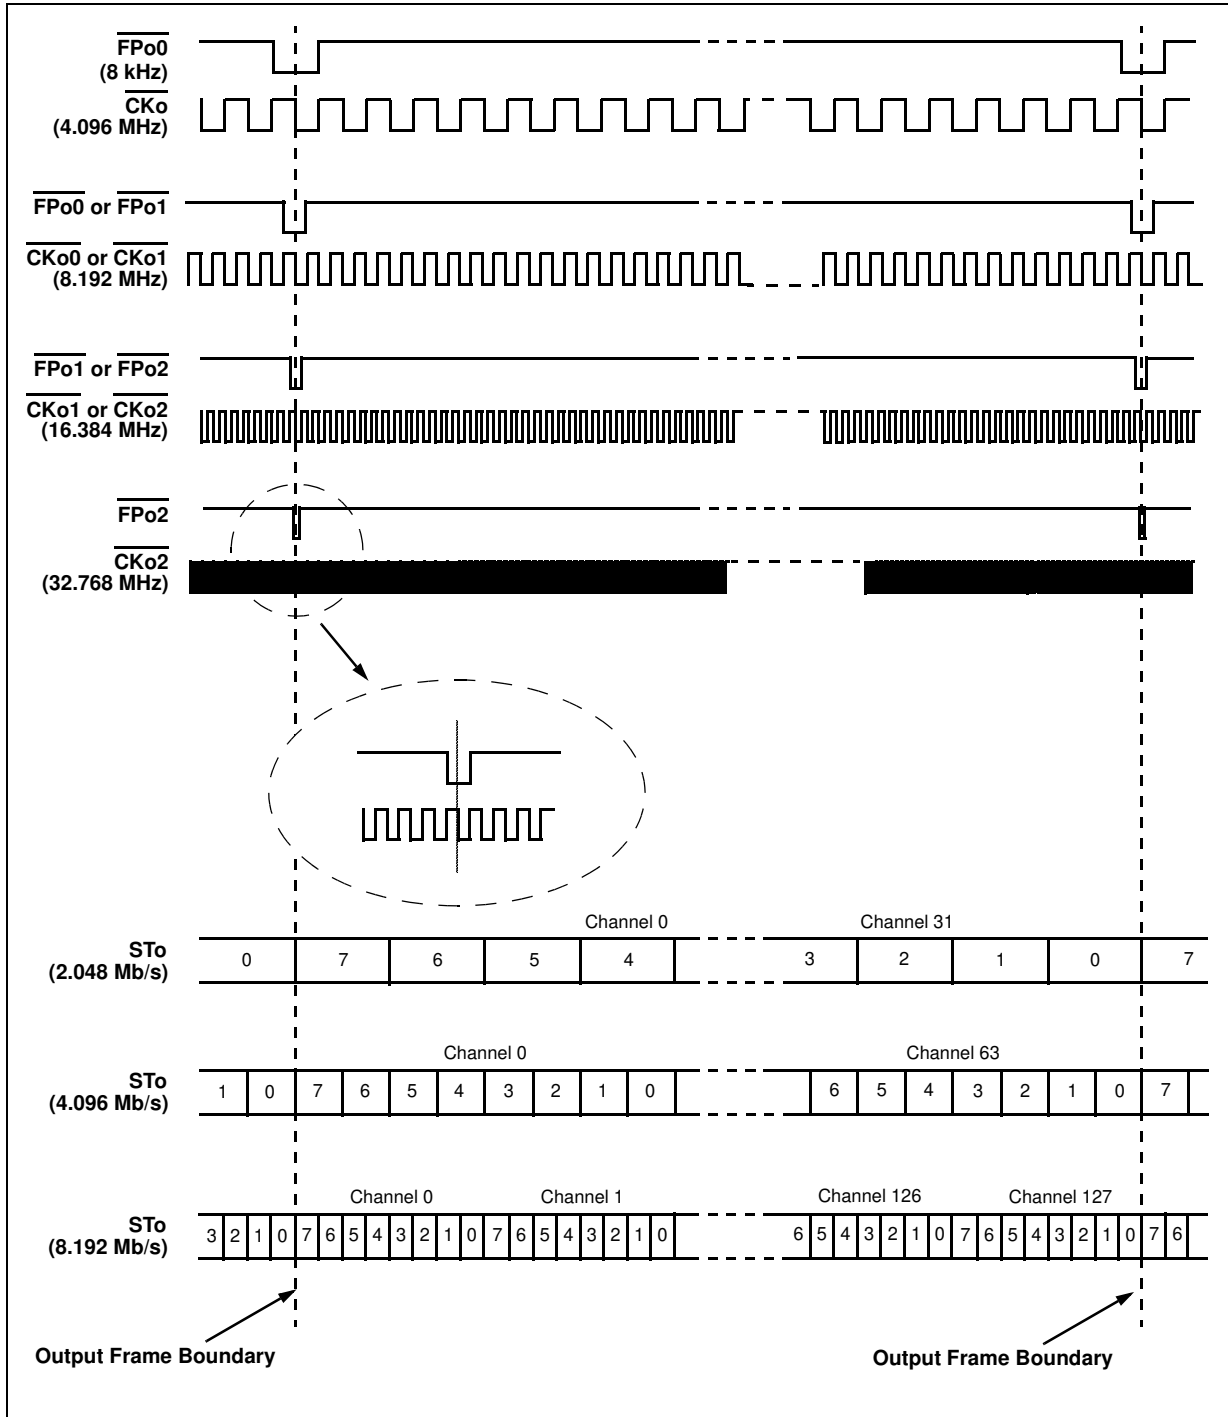 FPo0
(8 kHz)
CKo
(4.096 MHz)
FPo0 or FPo1
CKo0 or CKo1
(8.192 MHz)
FPo1 or FPo2
CKo1 or CKo2
(16.384 MHz)
FPo2
CKo2
(32.768 MHz)
Channel 0 Channel 31
STo
(2.048 Mb/s)
0 7 6 5 4 3 2 1 0 7
Channel 0 Channel 63
STo
(4.096 Mb/s)
1 0 7 6 5 4 3 2 1 0 6 5 4 3 2 1 0 7
Channel 0 Channel 1 Channel 126 Channel 127
STo
(8.192 Mb/s)
3 2 1 0 7 6 5 4 3 2 1 0 7 6 5 4 3 2 1 0 6 5 4 3 2 1 0 7 6 5 4 3 2 1 0 7 6
Output Frame Boundary
Output Frame Boundary